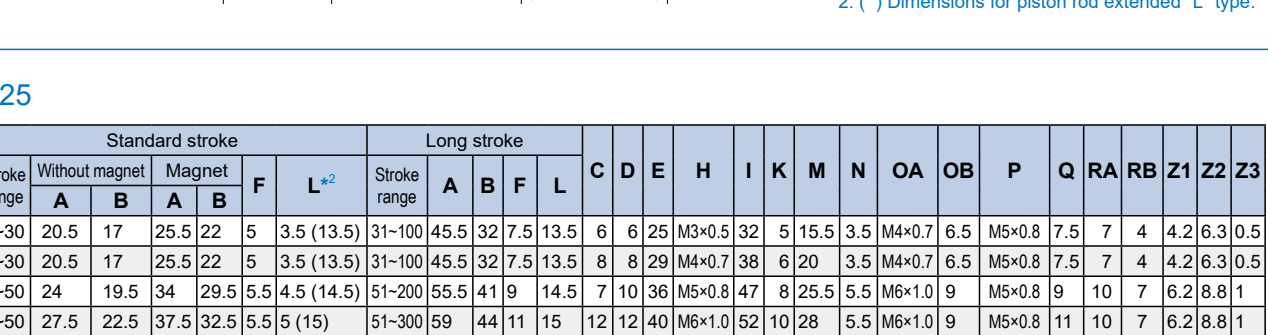 2. (*) Dimensions for piston rod extended "L" type.
25
Standard stroke Long stroke C D E H I K M N OA OB P Q RA RB Z1 Z2 Z3
Without magnet Magnet F L*2 Stroke range A B F L
A B A B
~30 20.5 17 25.5 22 5 3.5 (13.5) 31~100 45.5 32 7.5 13.5 6 6 25 M3×0.5 32 5 15.5 3.5 M4×0.7 6.5 M5×0.8 7.5 7 4 4.2 6.3 0.5
~30 20.5 17 25.5 22 5 3.5 (13.5) 31~100 45.5 32 7.5 13.5 8 8 29 M4×0.7 38 6 20 3.5 M4×0.7 6.5 M5×0.8 7.5 7 4 4.2 6.3 0.5
~50 24 19.5 34 29.5 5.5 4.5 (14.5) 51~200 55.5 41 9 14.5 7 10 36 M5×0.8 47 8 25.5 5.5 M6×1.0 9 M5×0.8 9 10 7 6.2 8.8 1
~50 27.5 22.5 37.5 32.5 5.5 5 (15) 51~300 59 44 11 15 12 12 40 M6×1.0 52 10 28 5.5 M6×1.0 9 M5×0.8 11 10 7 6.2 8.8 1